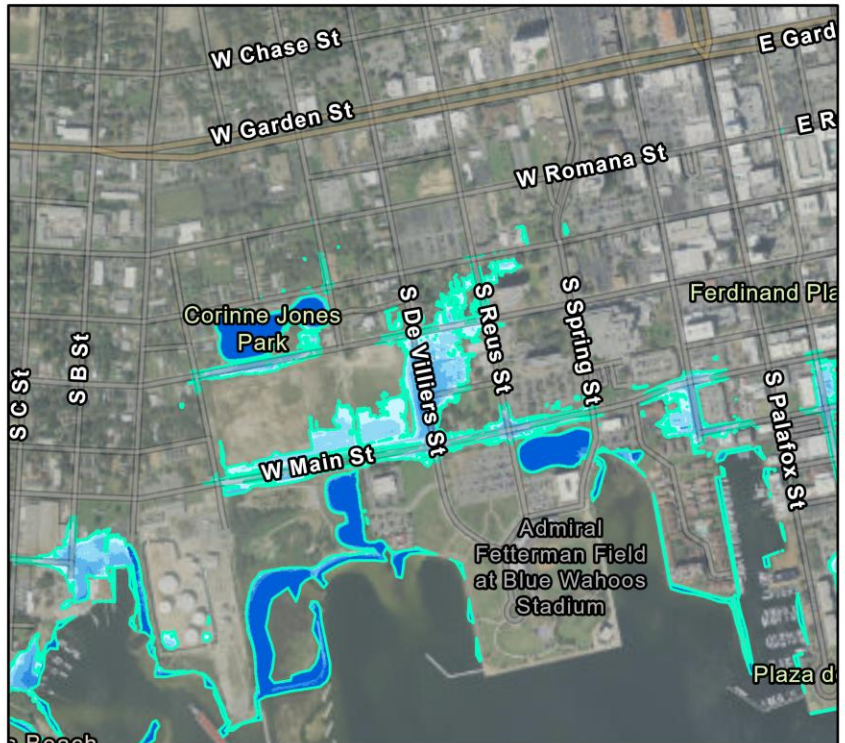 W Chase St
E Gard
W Garden St
E R
W Romana St
Ferdinand Pla
Corinne Jones
Park
S De Villiers St
S Reus St
S Spring St
S B St
S C St
S Palafox St
W Main St
Admiral
Fetterman Field
at Blue Wahoos
Stadium
Plaza d
Beach